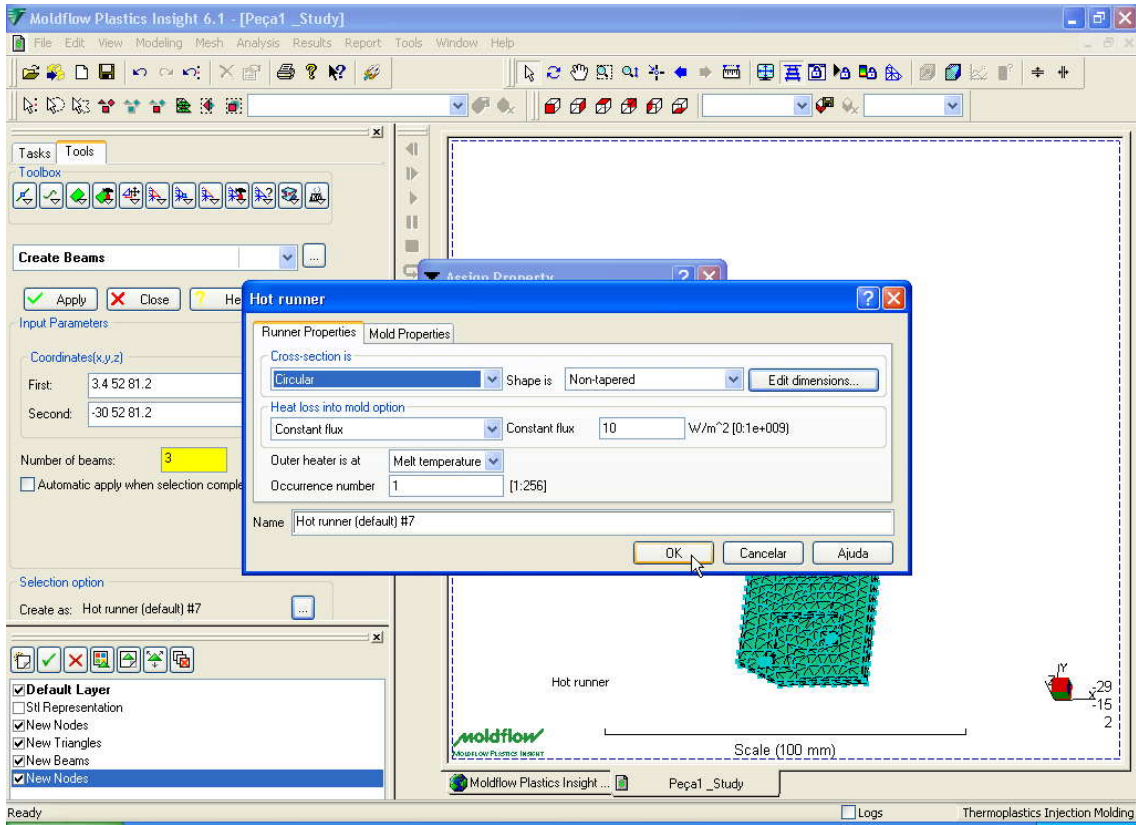 Moldflow Plastics Insight 6.1 - [Peça1 _Study]
File Edit View Modeling Mesh Analysis Results Report Tools Window Help
Tasks Tools
Toolbox
Create Beams
Apply Close He
Input Parameters
Coordinates(x,y,z)
First: 3.4 52 81.2
Second: -30 52 81.2
Number of beams: 3
Automatic apply when selection comple
Selection option
Create as: Hot runner (default) #7
Assign Property
Hot runner
Runner Properties Mold Properties
Cross-section is
Circular Shape is Non-tapered Edit dimensions...
Heat loss into mold option
Constant flux Constant flux 10 W/m^2 [0:1e+009)
Outer heater is at Melt temperature
Occurrence number 1 [1:256]
Name Hot runner (default) #7
OK Cancelar Ajuda
Default Layer
Stl Representation
New Nodes
New Triangles
New Beams
New Nodes
Hot runner
moldflow
MOLDFLOW PLASTICS INSIGHT
Scale (100 mm)
Y
X
-29
-15
2
Moldflow Plastics Insight ... Peça1 _Study
Ready Logs Thermoplastics Injection Molding